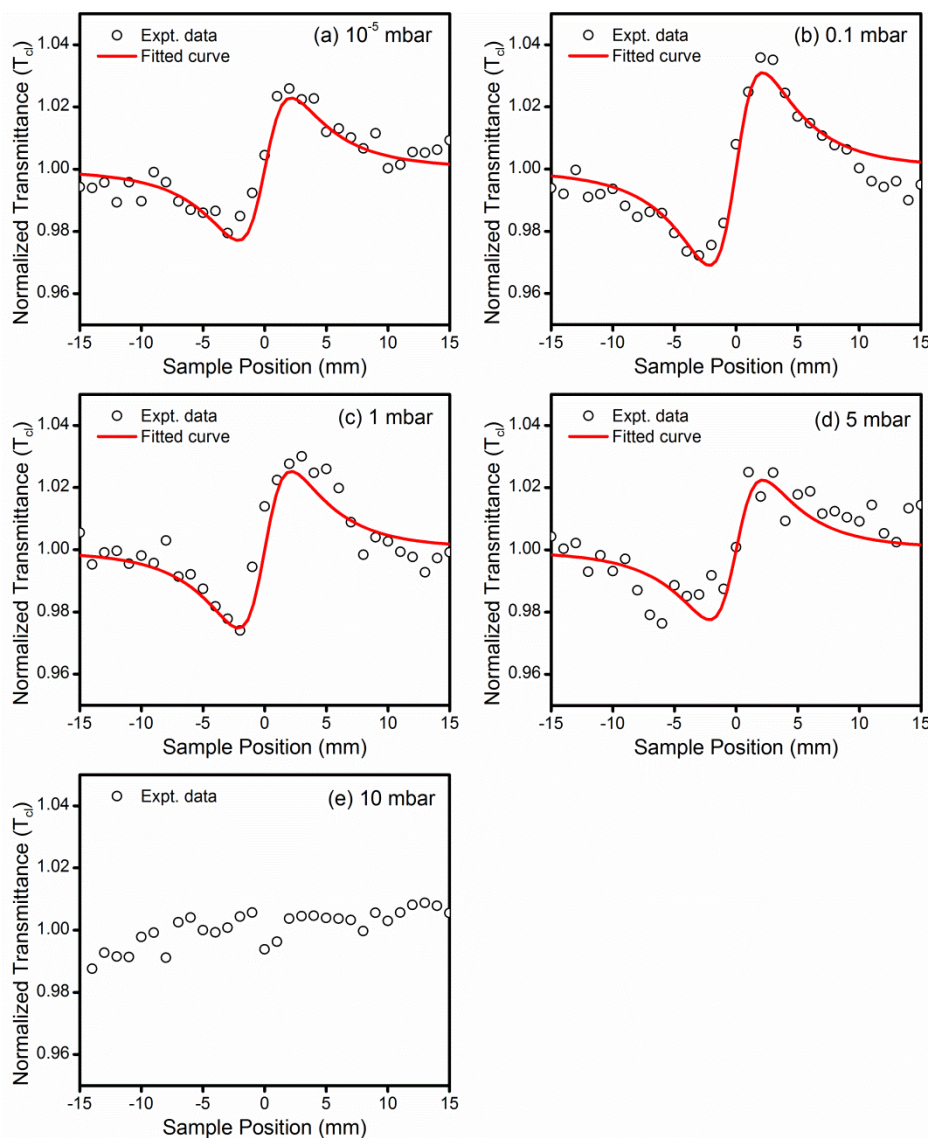 (a) 10⁻⁵ mbar
Expt. data
Fitted curve
Normalized Transmittance (T_cl)
1.04
1.02
1.00
0.98
0.96
-15 -10 -5 0 5 10 15
Sample Position (mm)
(b) 0.1 mbar
Expt. data
Fitted curve
Normalized Transmittance (T_cl)
1.04
1.02
1.00
0.98
0.96
-15 -10 -5 0 5 10 15
Sample Position (mm)
(c) 1 mbar
Expt. data
Fitted curve
Normalized Transmittance (T_cl)
1.04
1.02
1.00
0.98
0.96
-15 -10 -5 0 5 10 15
Sample Position (mm)
(d) 5 mbar
Expt. data
Fitted curve
Normalized Transmittance (T_cl)
1.04
1.02
1.00
0.98
0.96
-15 -10 -5 0 5 10 15
Sample Position (mm)
(e) 10 mbar
Expt. data
Normalized Transmittance (T_cl)
1.04
1.02
1.00
0.98
0.96
-15 -10 -5 0 5 10 15
Sample Position (mm)